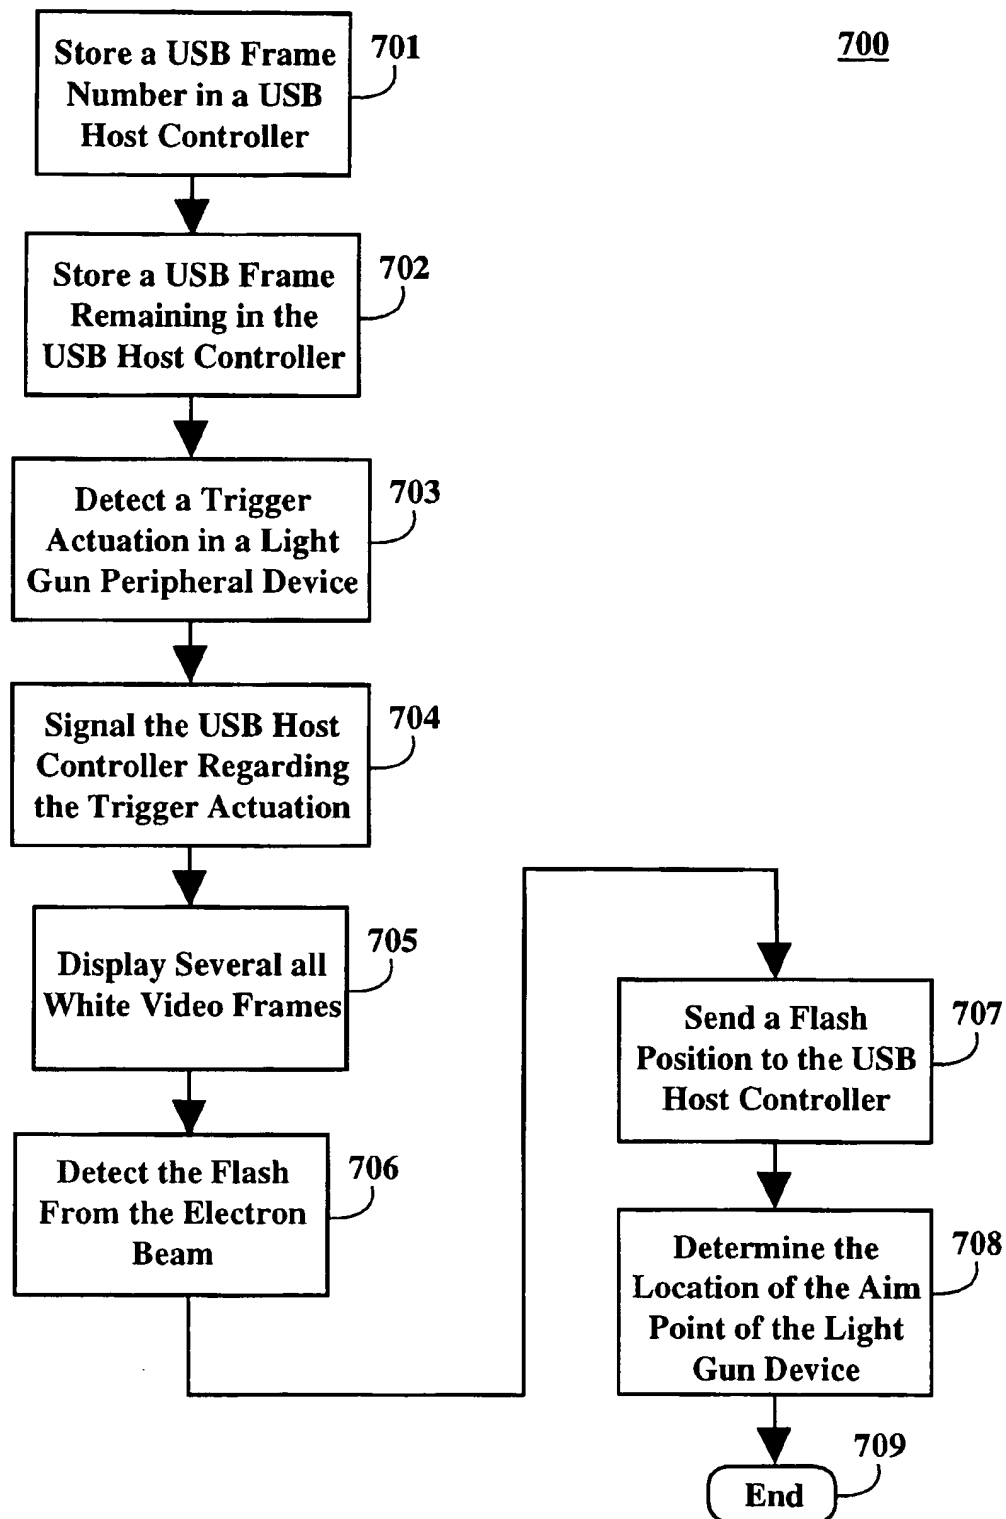 700
Store a USB Frame
Number in a USB
Host Controller
701
Store a USB Frame
Remaining in the
USB Host Controller
702
Detect a Trigger
Actuation in a Light
Gun Peripheral Device
703
Signal the USB Host
Controller Regarding
the Trigger Actuation
704
Display Several all
White Video Frames
705
Detect the Flash
From the Electron
Beam
706
Send a Flash
Position to the USB
Host Controller
707
Determine the
Location of the Aim
Point of the Light
Gun Device
708
End
709